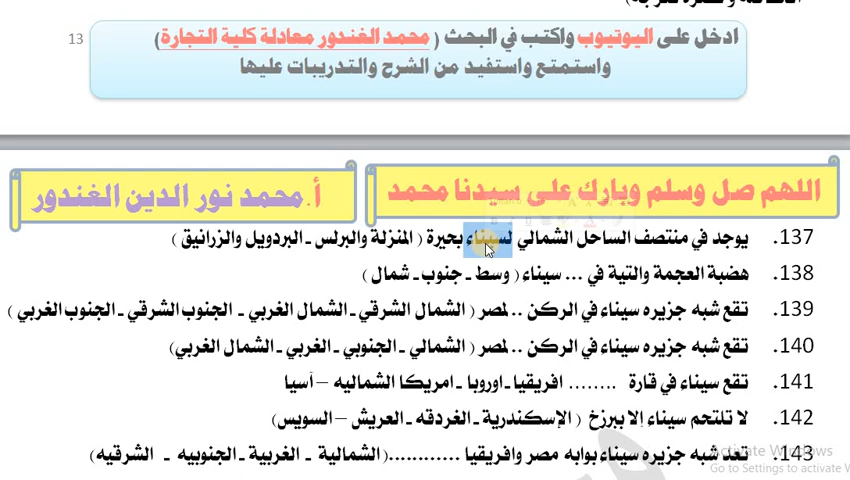 ادخل على اليوتيوب واكتب في البحث ( محمد الغندور معادلة كلية التجارة)
13
واستمتع واستفيد من الشرح والتدريبات عليها
اللهم صل وسلم وبارك على سيدنا محمد
أ.محمد نور الدين الغندور
137. يوجد في منتصف الساحل الشمالي لسيناء بحيرة ( المنزلة والبرلس ـ البردويل والزرانيق )
138. هضبة العجمة والتية في ... سيناء ( وسط ـ جنوب ـ شمال )
139. تقع شبه جزيره سيناء في الركن .. لمصر ( الشمال الشرقي ـ الشمال الغربي ـ الجنوب الشرقي ـ الجنوب الغربي )
140. تقع شبه جزيره سيناء في الركن .. لمصر ( الشمالي ـ الجنوبي ـ الغربي ـ الشمال الغربي)
141. تقع سيناء في قارة ........ افريقيا ـ اوروبا ـ امريكا الشماليه – آسيا
142. لا تلتحم سيناء إلا ببرزخ ( الإسكندرية ـ الغردقه ـ العريش – السويس)
143. تعد شبه جزيره سيناء بوابه مصر وافريقيا ............( الشمالية ـ الغربية ـ الجنوبيه ـ الشرقيه )
Activate Windows
Go to Settings to activate W